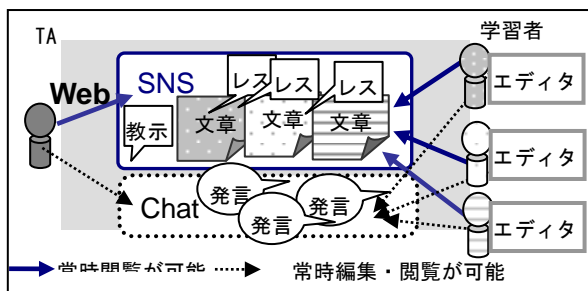 TA
学習者
Web
SNS
レス
レス
レス
エディタ
教示
文章
文章
文章
エディタ
発言
Chat
発言
発言
エディタ
常時閲覧が可能
常時編集・閲覧が可能